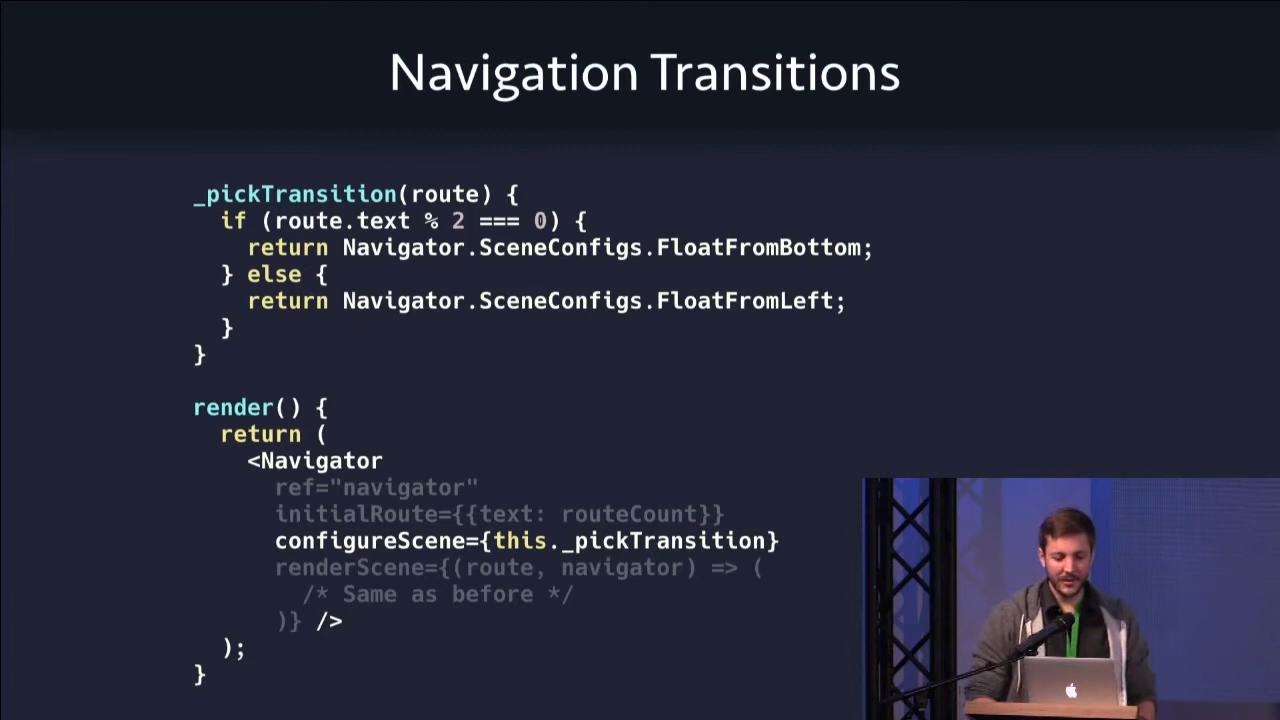 Navigation Transitions
_pickTransition(route) {
  if (route.text % 2 === 0) {
    return Navigator.SceneConfigs.FloatFromBottom;
  } else {
    return Navigator.SceneConfigs.FloatFromLeft;
  }
}
render() {
  return (
    <Navigator
      ref="navigator"
      initialRoute={{text: routeCount}}
      configureScene={this._pickTransition}
      renderScene={(route, navigator) => (
        /* Same as before */
      )} />
  );
}